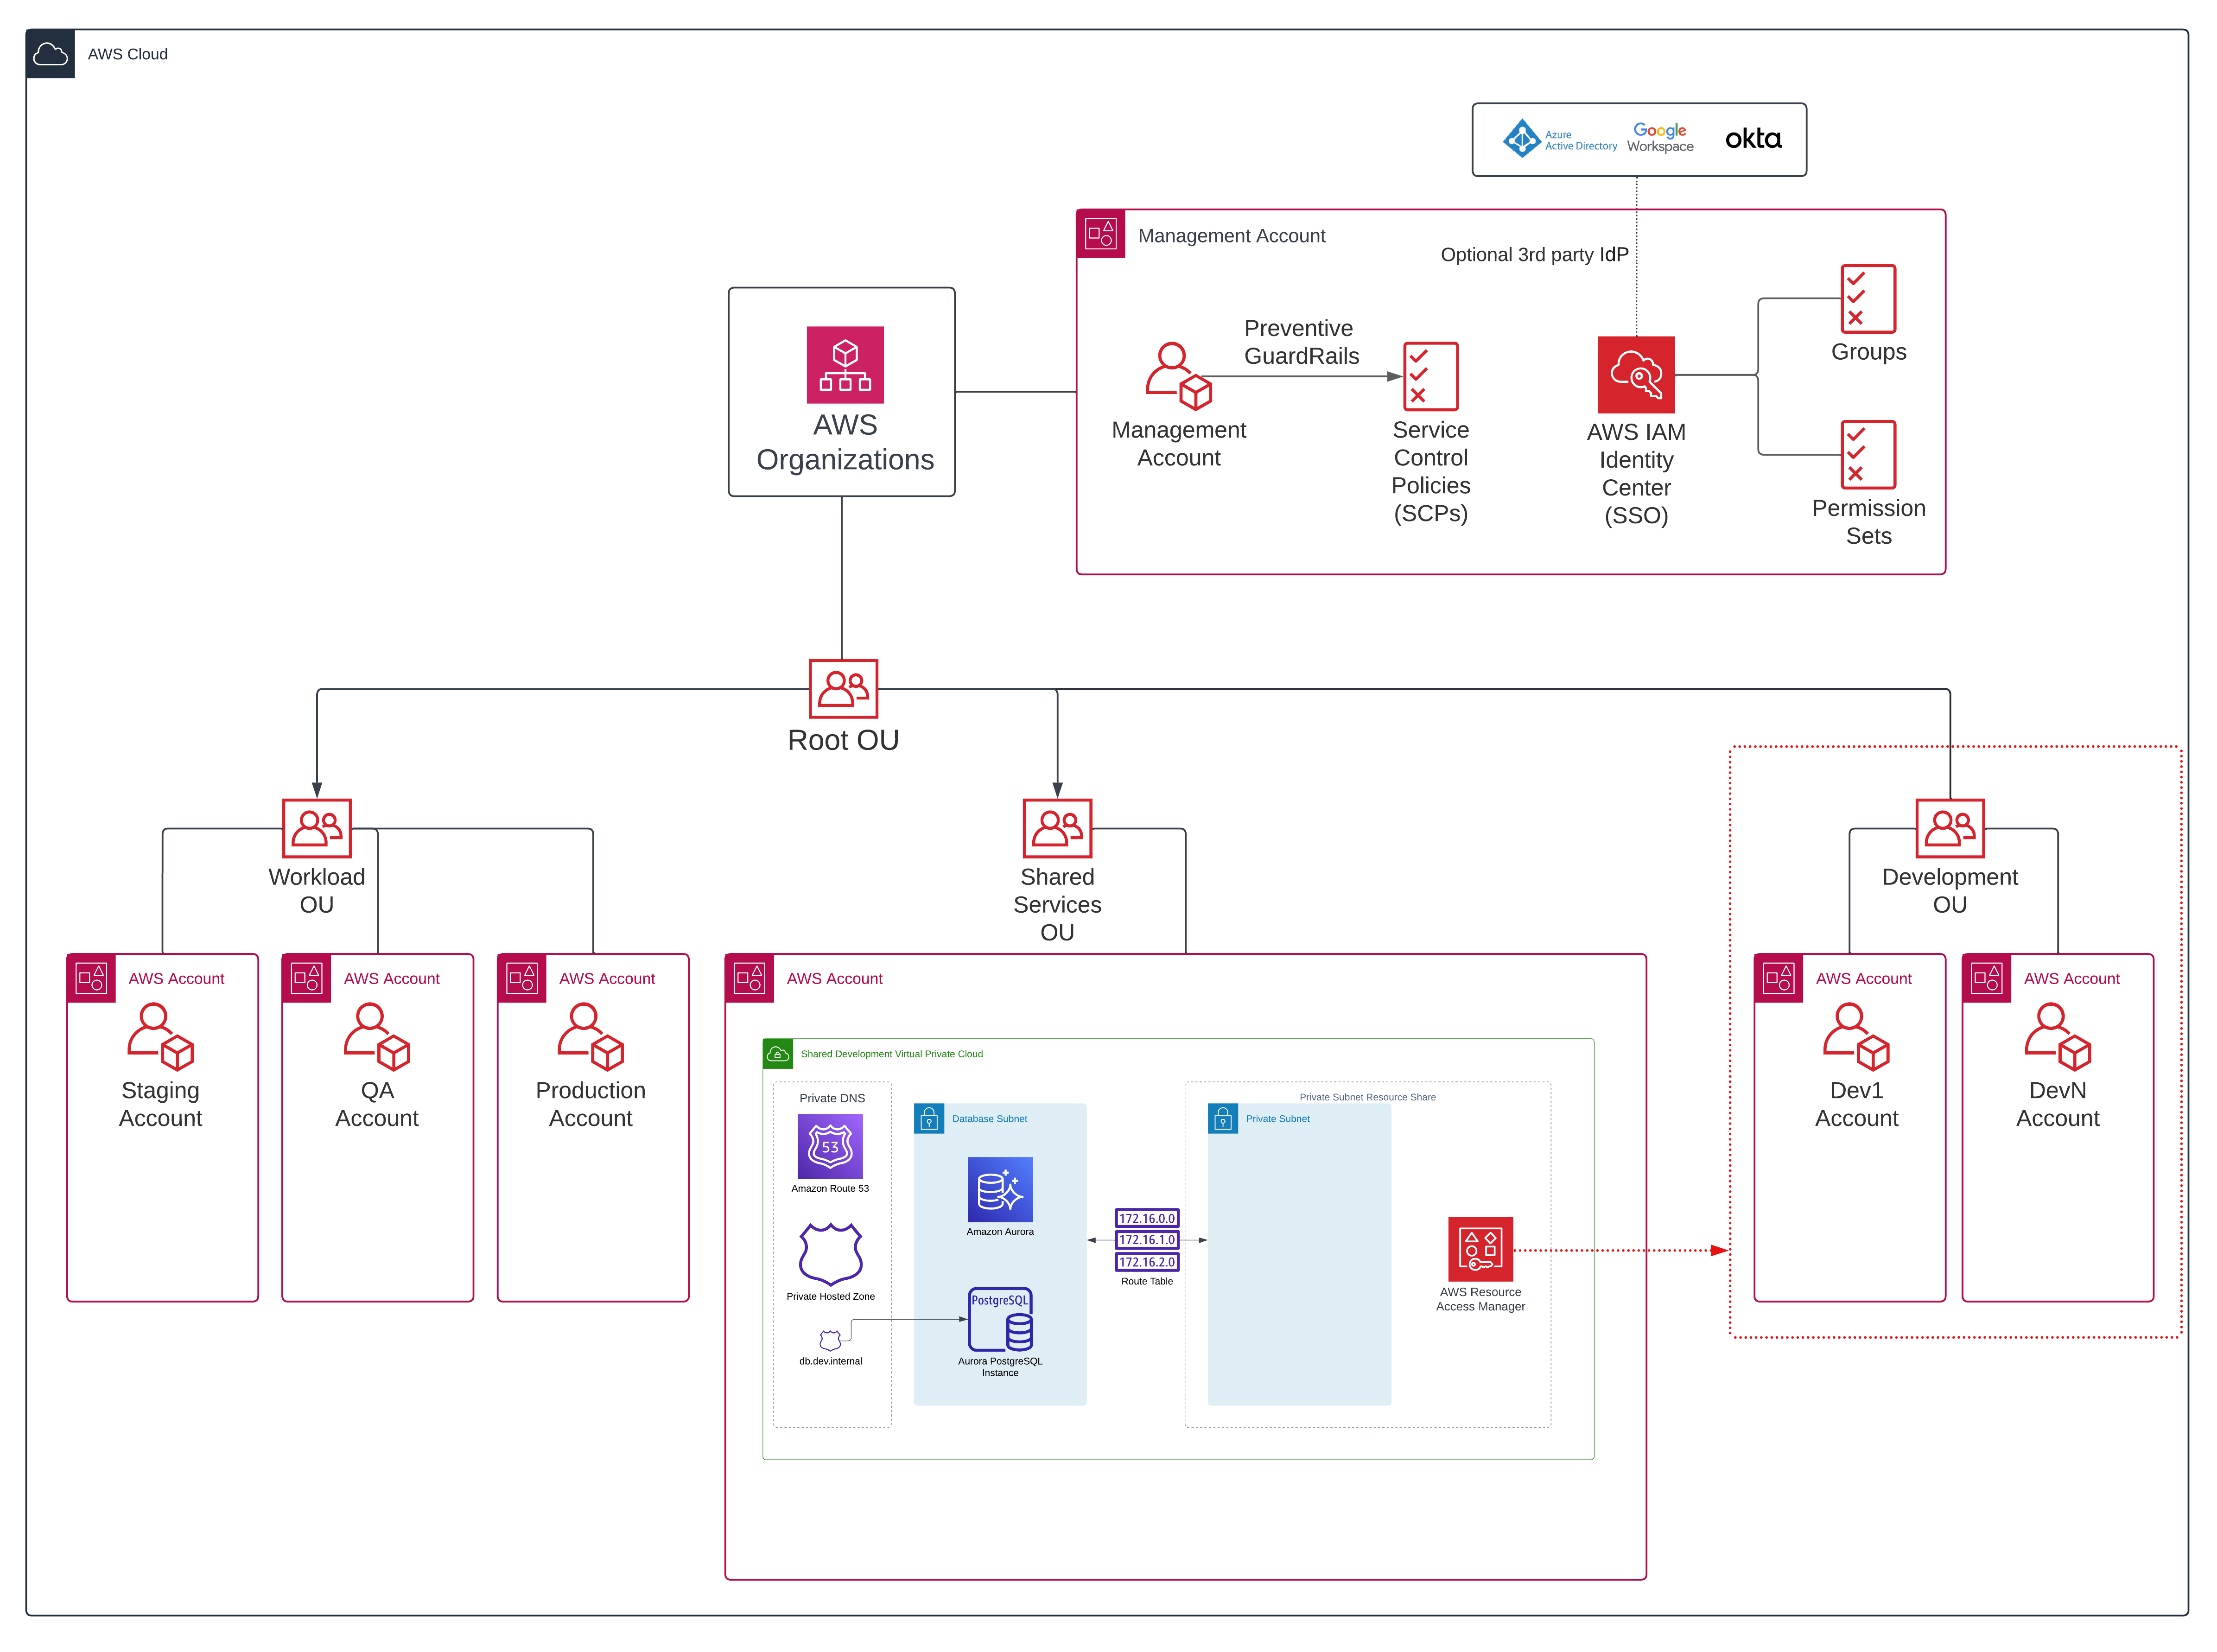 AWS Cloud
Azure
Active Directory
Google
Workspace
okta
Management Account
Optional 3rd party IdP
Preventive
GuardRails
Groups
AWS
Organizations
Management
Account
Service
Control
Policies
(SCPs)
AWS IAM
Identity
Center
(SSO)
Permission
Sets
Root OU
Workload
OU
Shared
Services
OU
Development
OU
AWS Account
Staging
Account
AWS Account
QA
Account
AWS Account
Production
Account
AWS Account
Shared Development Virtual Private Cloud
Private DNS
53
Amazon Route 53
Private Hosted Zone
db.dev.internal
Database Subnet
Amazon Aurora
PostgreSQL
Aurora PostgreSQL
Instance
172.16.0.0
172.16.1.0
172.16.2.0
Route Table
Private Subnet Resource Share
Private Subnet
AWS Resource
Access Manager
AWS Account
Dev1
Account
AWS Account
DevN
Account